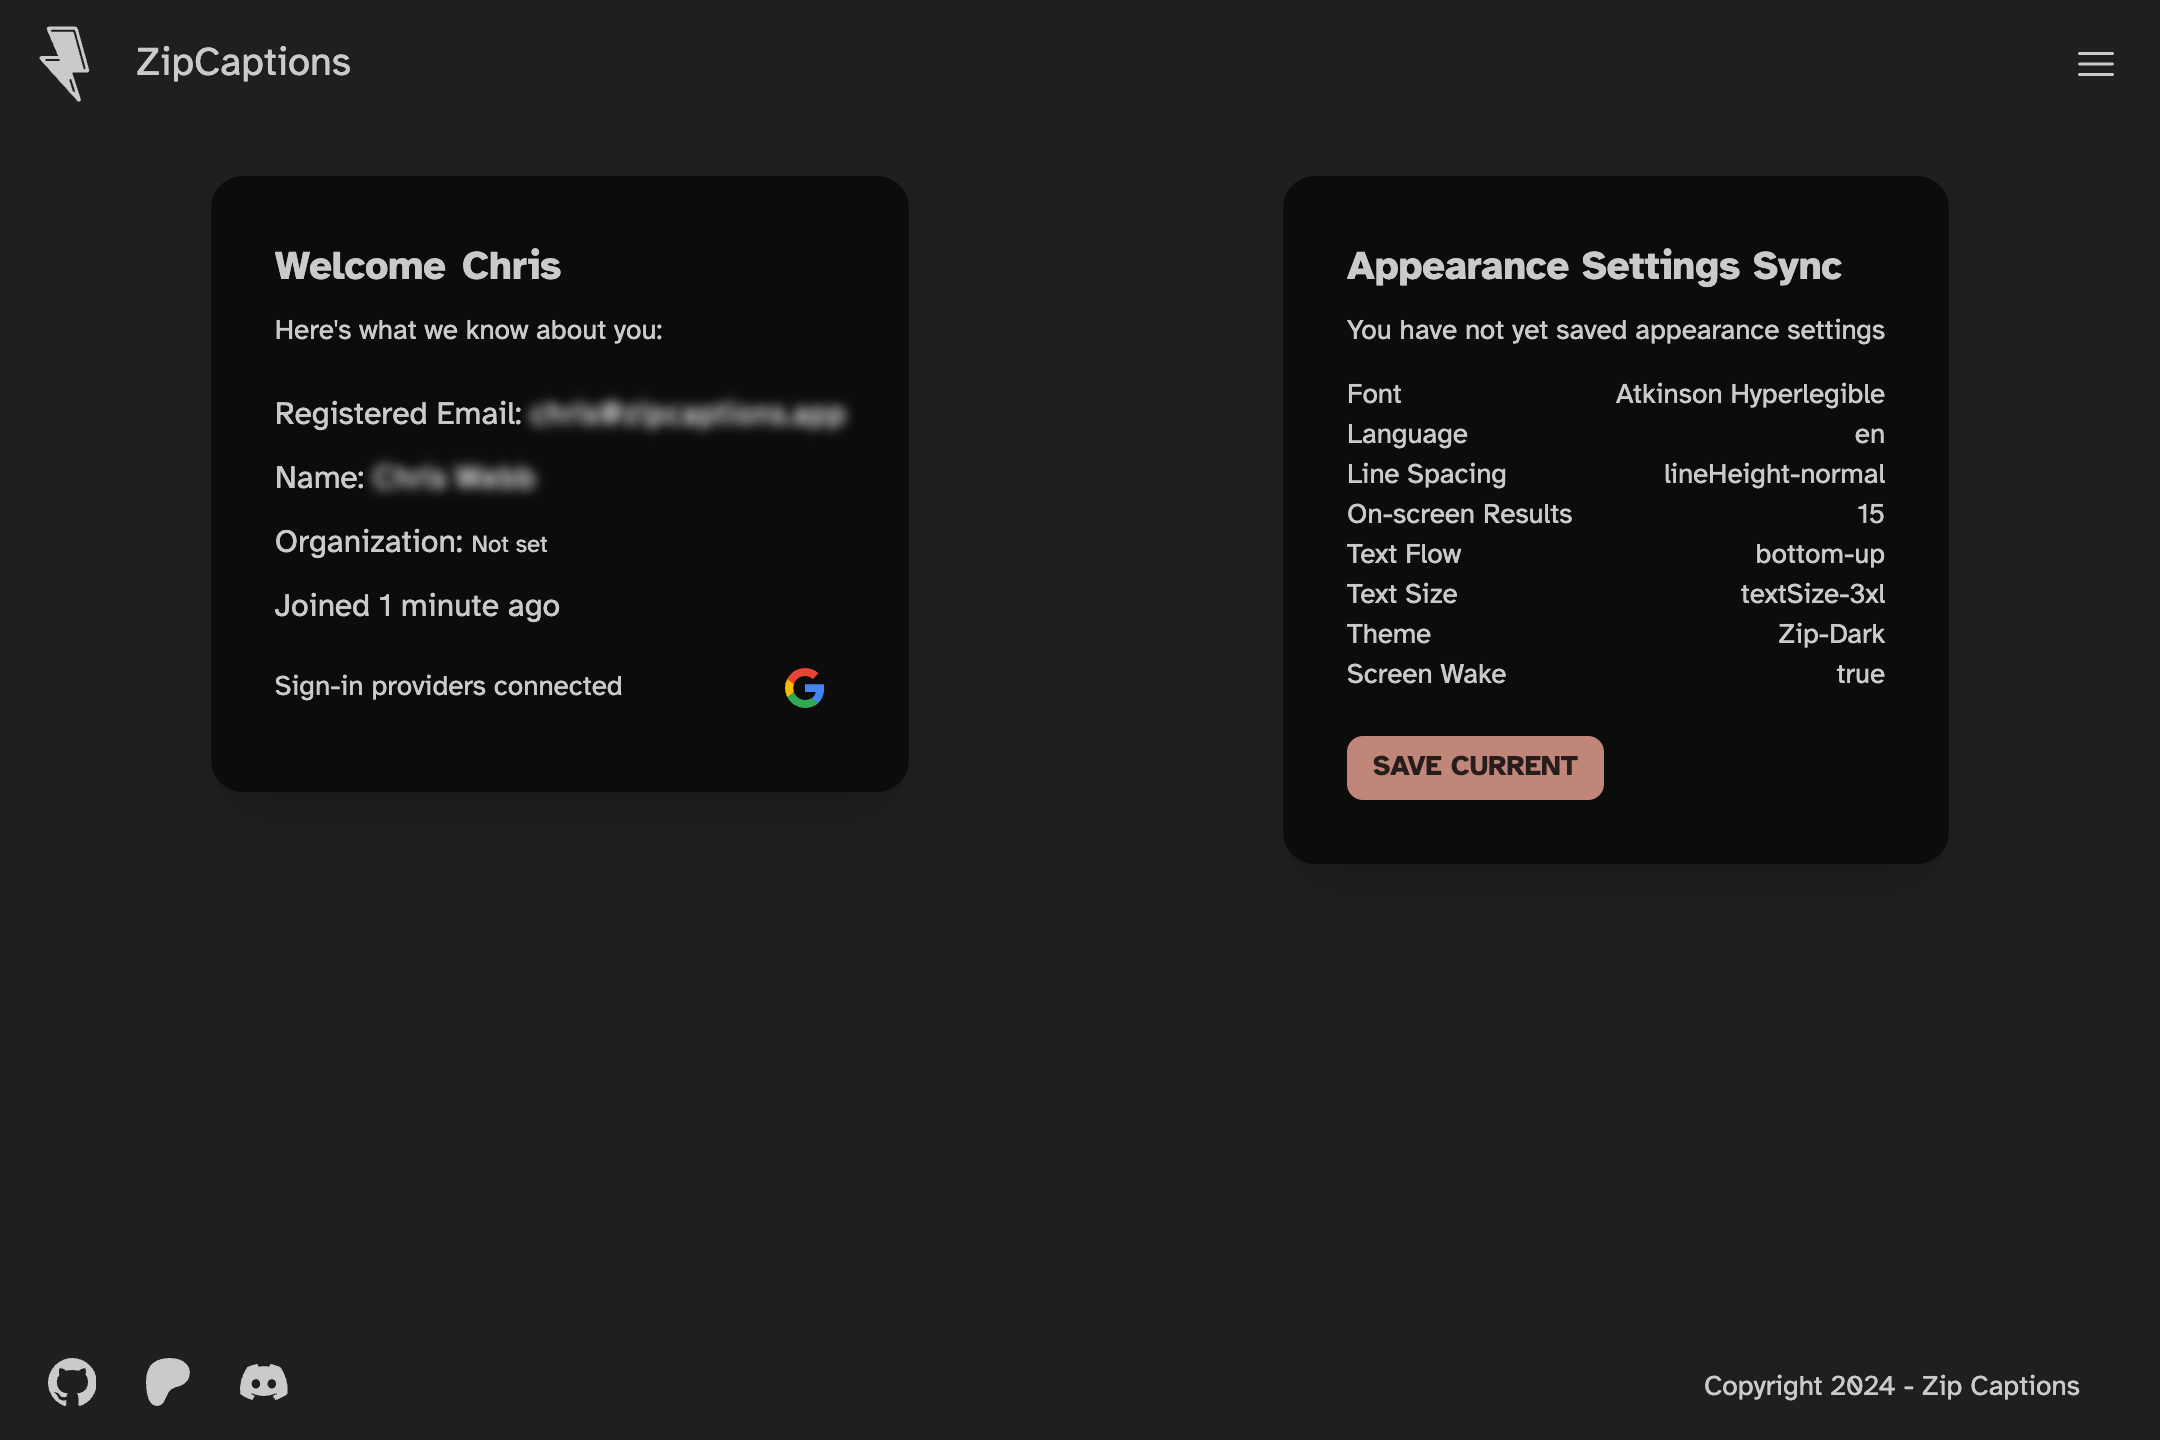 ZipCaptions
Welcome Chris
Here's what we know about you:
Registered Email:
Name:
Organization: Not set
Joined 1 minute ago
Sign-in providers connected
Appearance Settings Sync
You have not yet saved appearance settings
Font Atkinson Hyperlegible
Language en
Line Spacing lineHeight-normal
On-screen Results 15
Text Flow bottom-up
Text Size textSize-3xl
Theme Zip-Dark
Screen Wake true
SAVE CURRENT
Copyright 2024 - Zip Captions